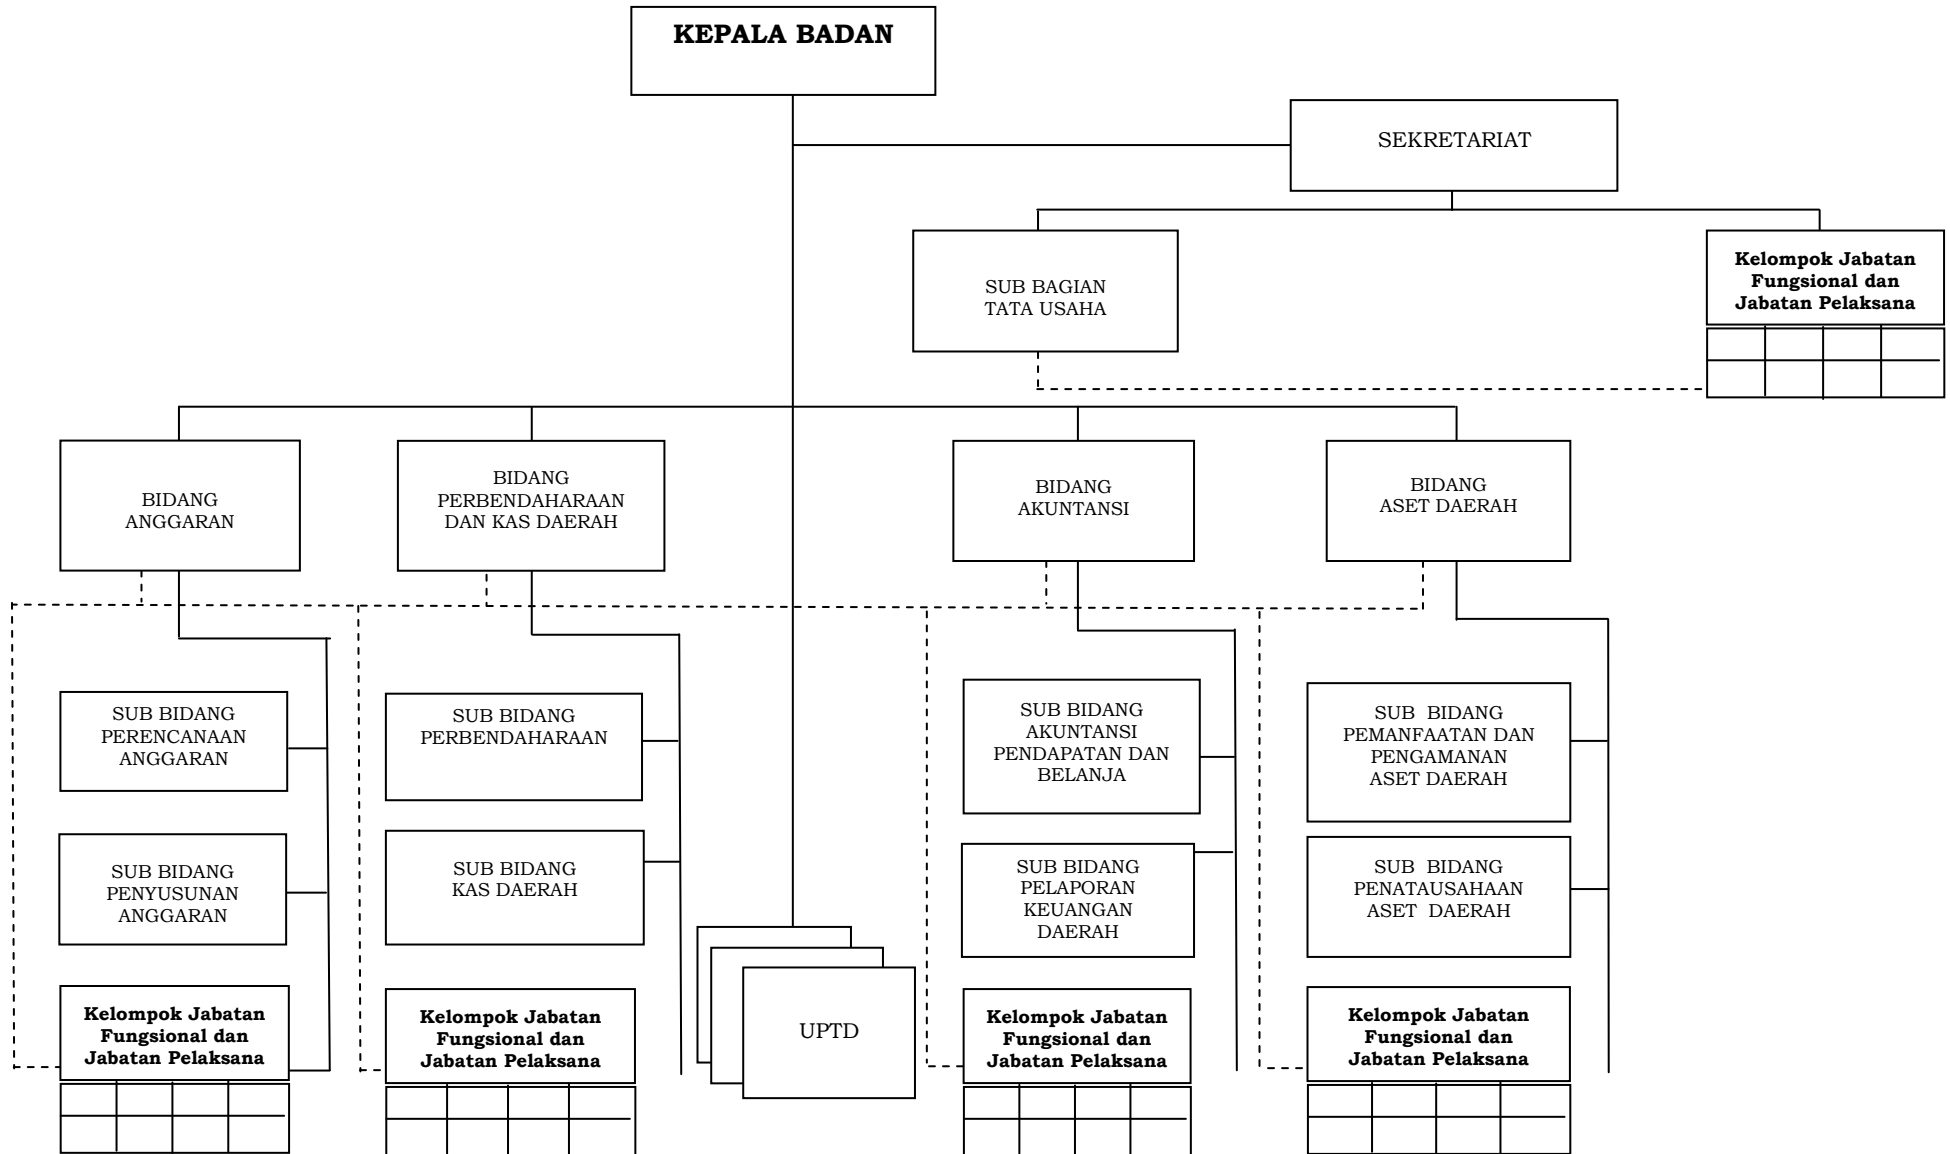 KEPALA BADAN
SEKRETARIAT
SUB BAGIAN
TATA USAHA
Kelompok Jabatan
Fungsional dan
Jabatan Pelaksana
BIDANG
ANGGARAN
BIDANG
PERBENDAHARAAN
DAN KAS DAERAH
BIDANG
AKUNTANSI
BIDANG
ASET DAERAH
SUB BIDANG
PERENCANAAN
ANGGARAN
SUB BIDANG
PERBENDAHARAAN
SUB BIDANG
AKUNTANSI
PENDAPATAN DAN
BELANJA
SUB  BIDANG
PEMANFAATAN DAN
PENGAMANAN
ASET DAERAH
SUB BIDANG
PENYUSUNAN
ANGGARAN
SUB BIDANG
KAS DAERAH
SUB BIDANG
PELAPORAN
KEUANGAN
DAERAH
SUB  BIDANG
PENATAUSAHAAN
ASET  DAERAH
Kelompok Jabatan
Fungsional dan
Jabatan Pelaksana
Kelompok Jabatan
Fungsional dan
Jabatan Pelaksana
UPTD
Kelompok Jabatan
Fungsional dan
Jabatan Pelaksana
Kelompok Jabatan
Fungsional dan
Jabatan Pelaksana